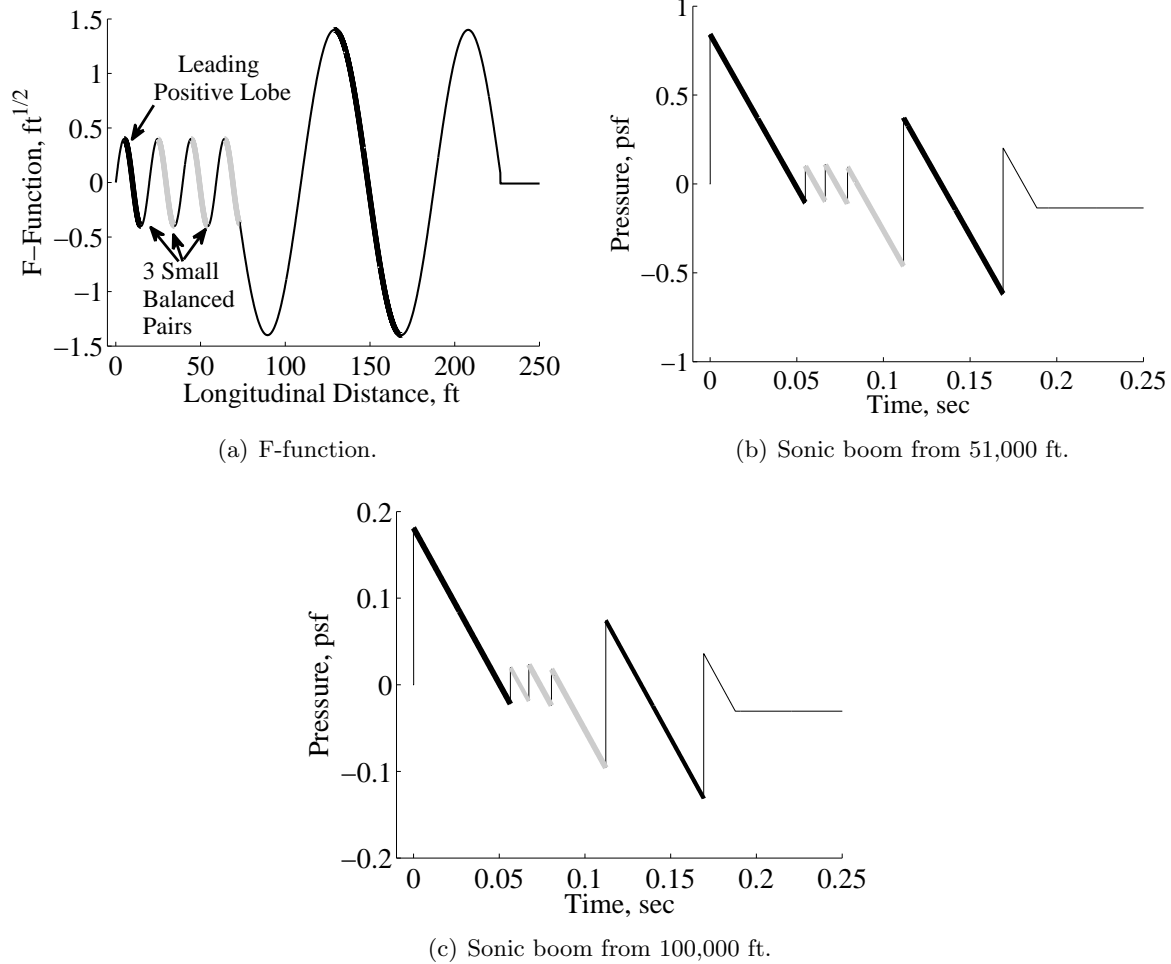 1.5
1
0.5
0
−0.5
−1
−1.5
F−Function, ft^{1/2}
Leading
Positive Lobe
3 Small
Balanced
Pairs
0 50 100 150 200 250
Longitudinal Distance, ft
(a) F-function.
1
0.5
0
−0.5
−1
Pressure, psf
0 0.05 0.1 0.15 0.2 0.25
Time, sec
(b) Sonic boom from 51,000 ft.
0.2
0.1
0
−0.1
−0.2
Pressure, psf
0 0.05 0.1 0.15 0.2 0.25
Time, sec
(c) Sonic boom from 100,000 ft.